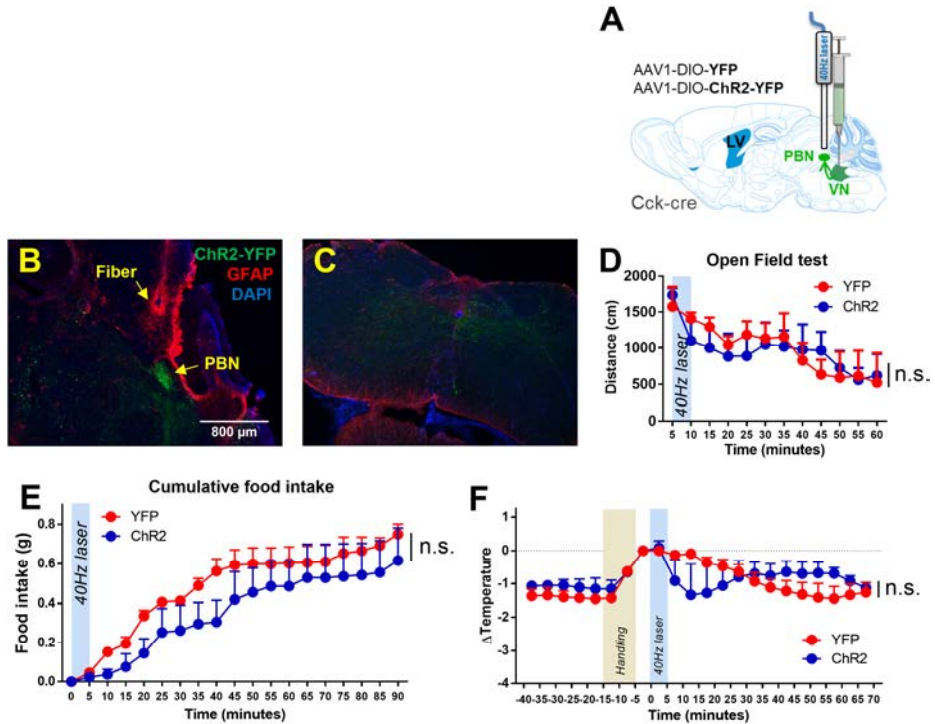 A
AAV1-DIO-YFP
AAV1-DIO-ChR2-YFP
40Hz laser
LV
PBN
VN
Cck-cre
B
ChR2-YFP
GFAP
DAPI
Fiber
PBN
800 µm
C
D
Open Field test
YFP
ChR2
Distance (cm)
2000
1500
1000
500
0
40Hz laser
n.s.
5 10 15 20 25 30 35 40 45 50 55 60
Time (minutes)
E
Cumulative food intake
YFP
ChR2
Food intake (g)
0.8
0.6
0.4
0.2
0.0
40Hz laser
n.s.
0 5 10 15 20 25 30 35 40 45 50 55 60 65 70 75 80 85 90
Time (minutes)
F
ΔTemperature
1
0
-1
-2
-3
-4
Handling
40Hz laser
n.s.
YFP
ChR2
-40-35-30-25-20-15-10 -5 0 5 10 15 20 25 30 35 40 45 50 55 60 65 70
Time (minutes)